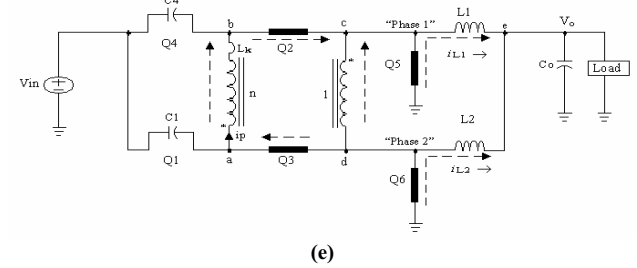 C4
b
c
"Phase 1"
L1
e
Vo
Q4
Lk
Q2
Q5
iL1 →
Co
Load
Vin
n
1
C1
ip
"Phase 2"
L2
Q1
a
Q3
d
Q6
iL2 →
(e)